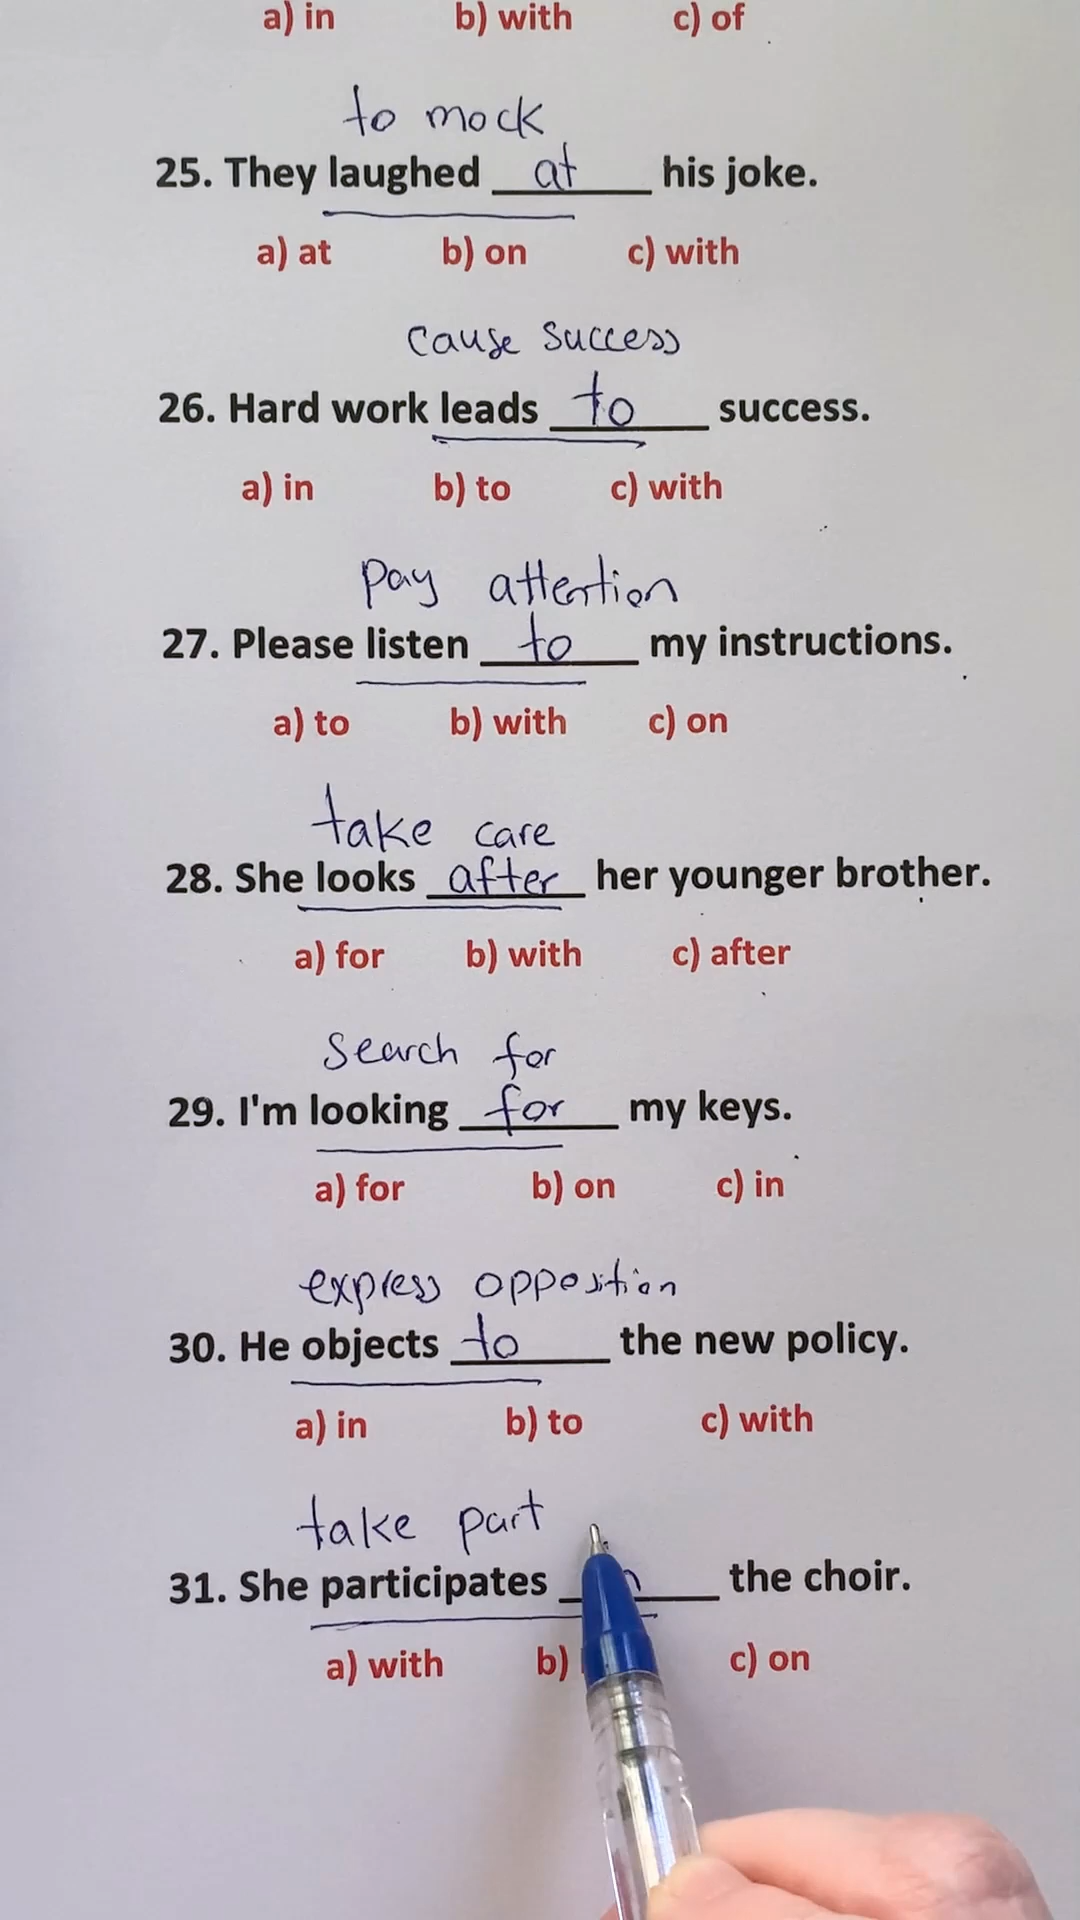 a) in b) with c) of
to mock
25. They laughed at his joke.
a) at b) on c) with
cause success
26. Hard work leads to success.
a) in b) to c) with
pay attention
27. Please listen to my instructions.
a) to b) with c) on
take care
28. She looks after her younger brother.
a) for b) with c) after
search for
29. I'm looking for my keys.
a) for b) on c) in
express opposition
30. He objects to the new policy.
a) in b) to c) with
take part
31. She participates ______ the choir.
a) with b) c) on